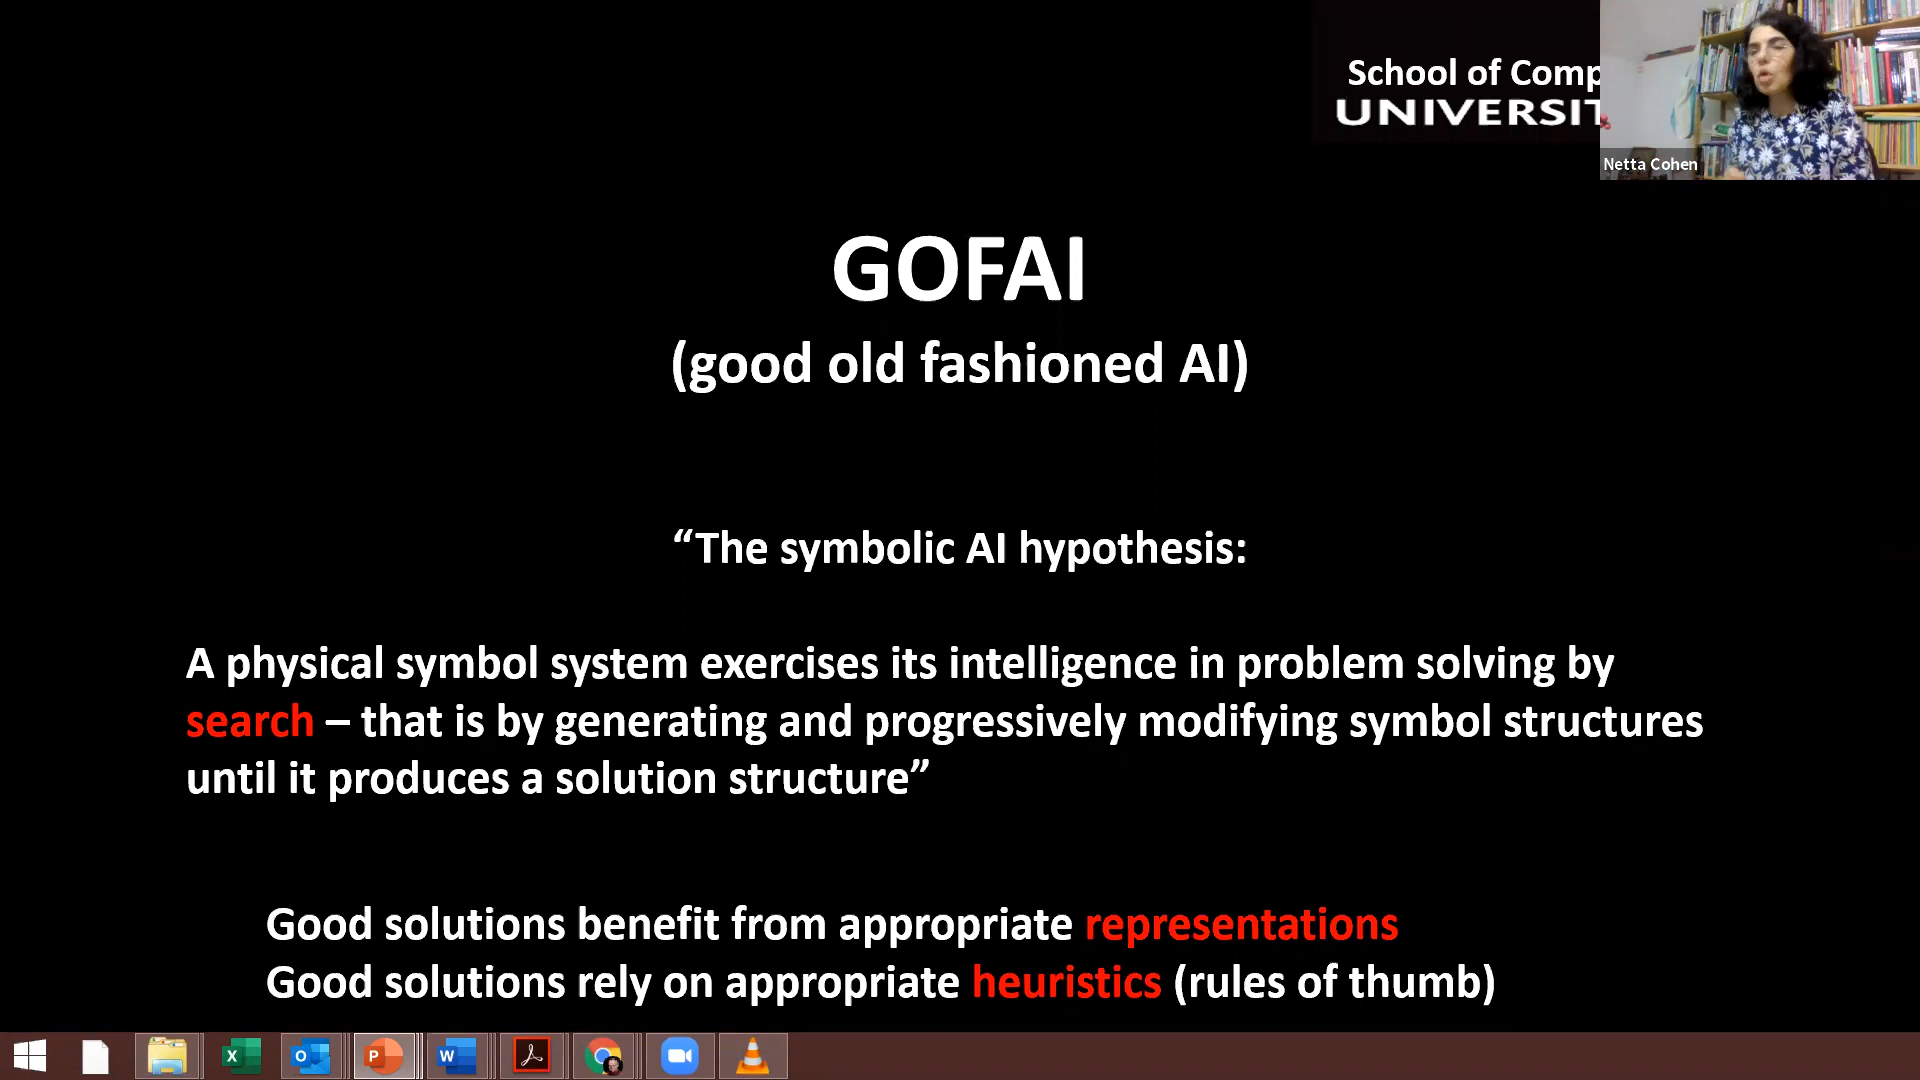 School of Comp
UNIVERSIT
Netta Cohen
GOFAI
(good old fashioned AI)
“The symbolic AI hypothesis:
A physical symbol system exercises its intelligence in problem solving by
search – that is by generating and progressively modifying symbol structures
until it produces a solution structure”
Good solutions benefit from appropriate representations
Good solutions rely on appropriate heuristics (rules of thumb)